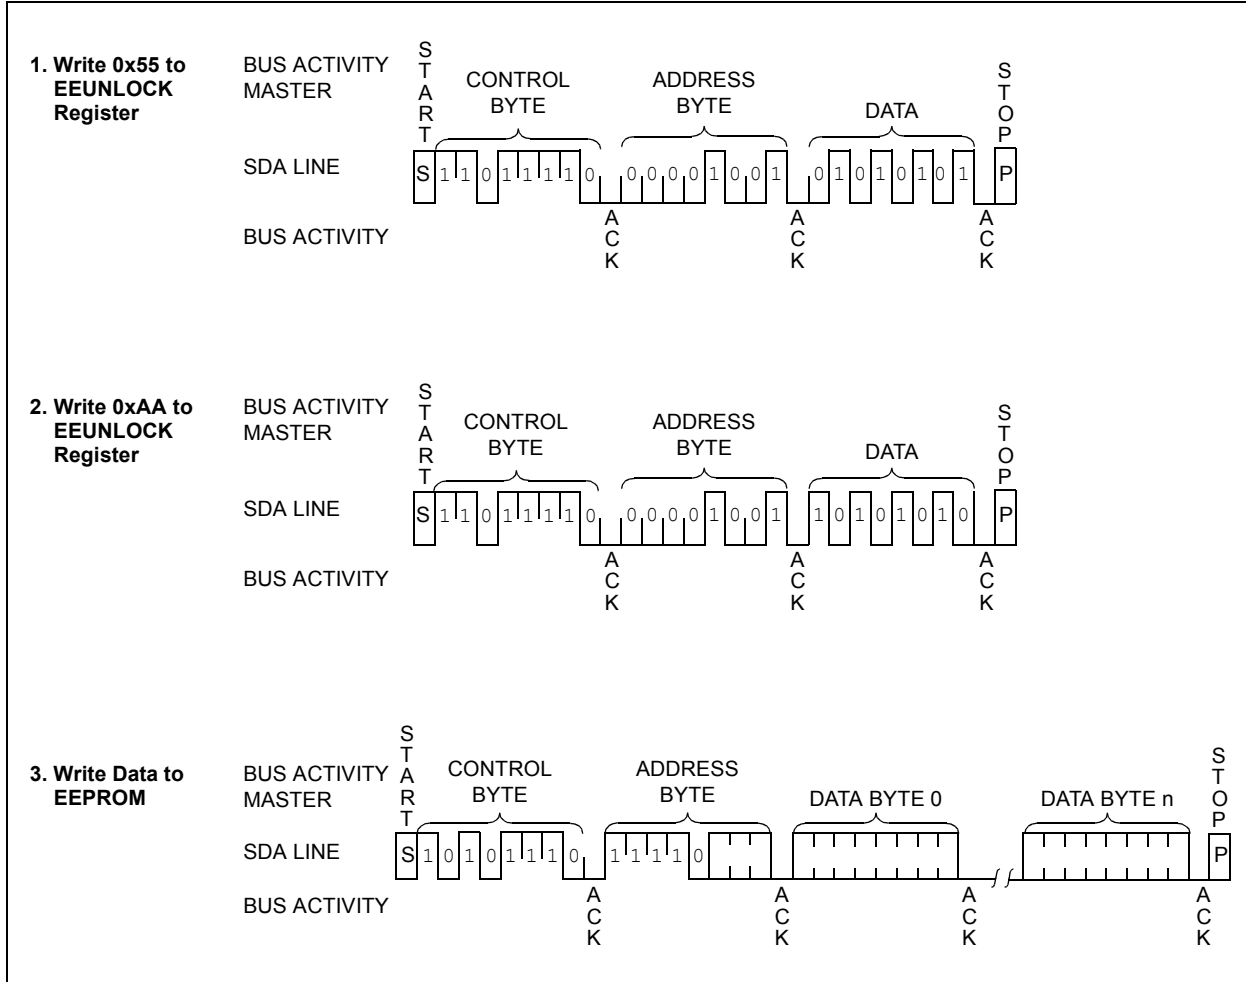 1. Write 0x55 to
EEUNLOCK
Register
BUS ACTIVITY
MASTER
START
CONTROL
BYTE
ADDRESS
BYTE
DATA
STOP
SDA LINE
S 1 1 0 1 1 1 1 0 0 0 0 0 1 0 0 1 0 1 0 1 0 1 0 1 P
BUS ACTIVITY
ACK
ACK
ACK
2. Write 0xAA to
EEUNLOCK
Register
BUS ACTIVITY
MASTER
START
CONTROL
BYTE
ADDRESS
BYTE
DATA
STOP
SDA LINE
S 1 1 0 1 1 1 1 0 0 0 0 0 1 0 0 1 1 0 1 0 1 0 1 0 P
BUS ACTIVITY
ACK
ACK
ACK
3. Write Data to
EEPROM
BUS ACTIVITY
MASTER
START
CONTROL
BYTE
ADDRESS
BYTE
DATA BYTE 0
DATA BYTE n
STOP
SDA LINE
S 1 0 1 0 1 1 1 0 1 1 1 1 0 P
BUS ACTIVITY
ACK
ACK
ACK
ACK